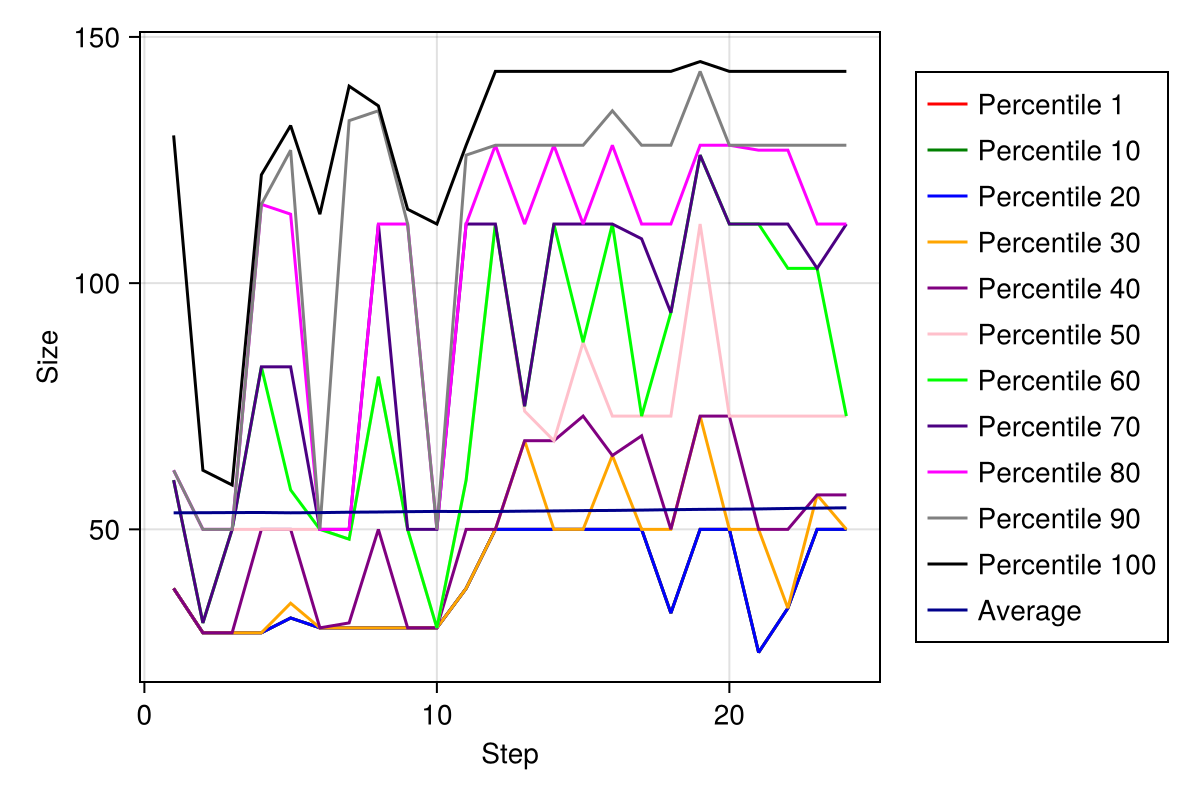 150
100
50
0
10
20
Size
Step
Percentile 1
Percentile 10
Percentile 20
Percentile 30
Percentile 40
Percentile 50
Percentile 60
Percentile 70
Percentile 80
Percentile 90
Percentile 100
Average